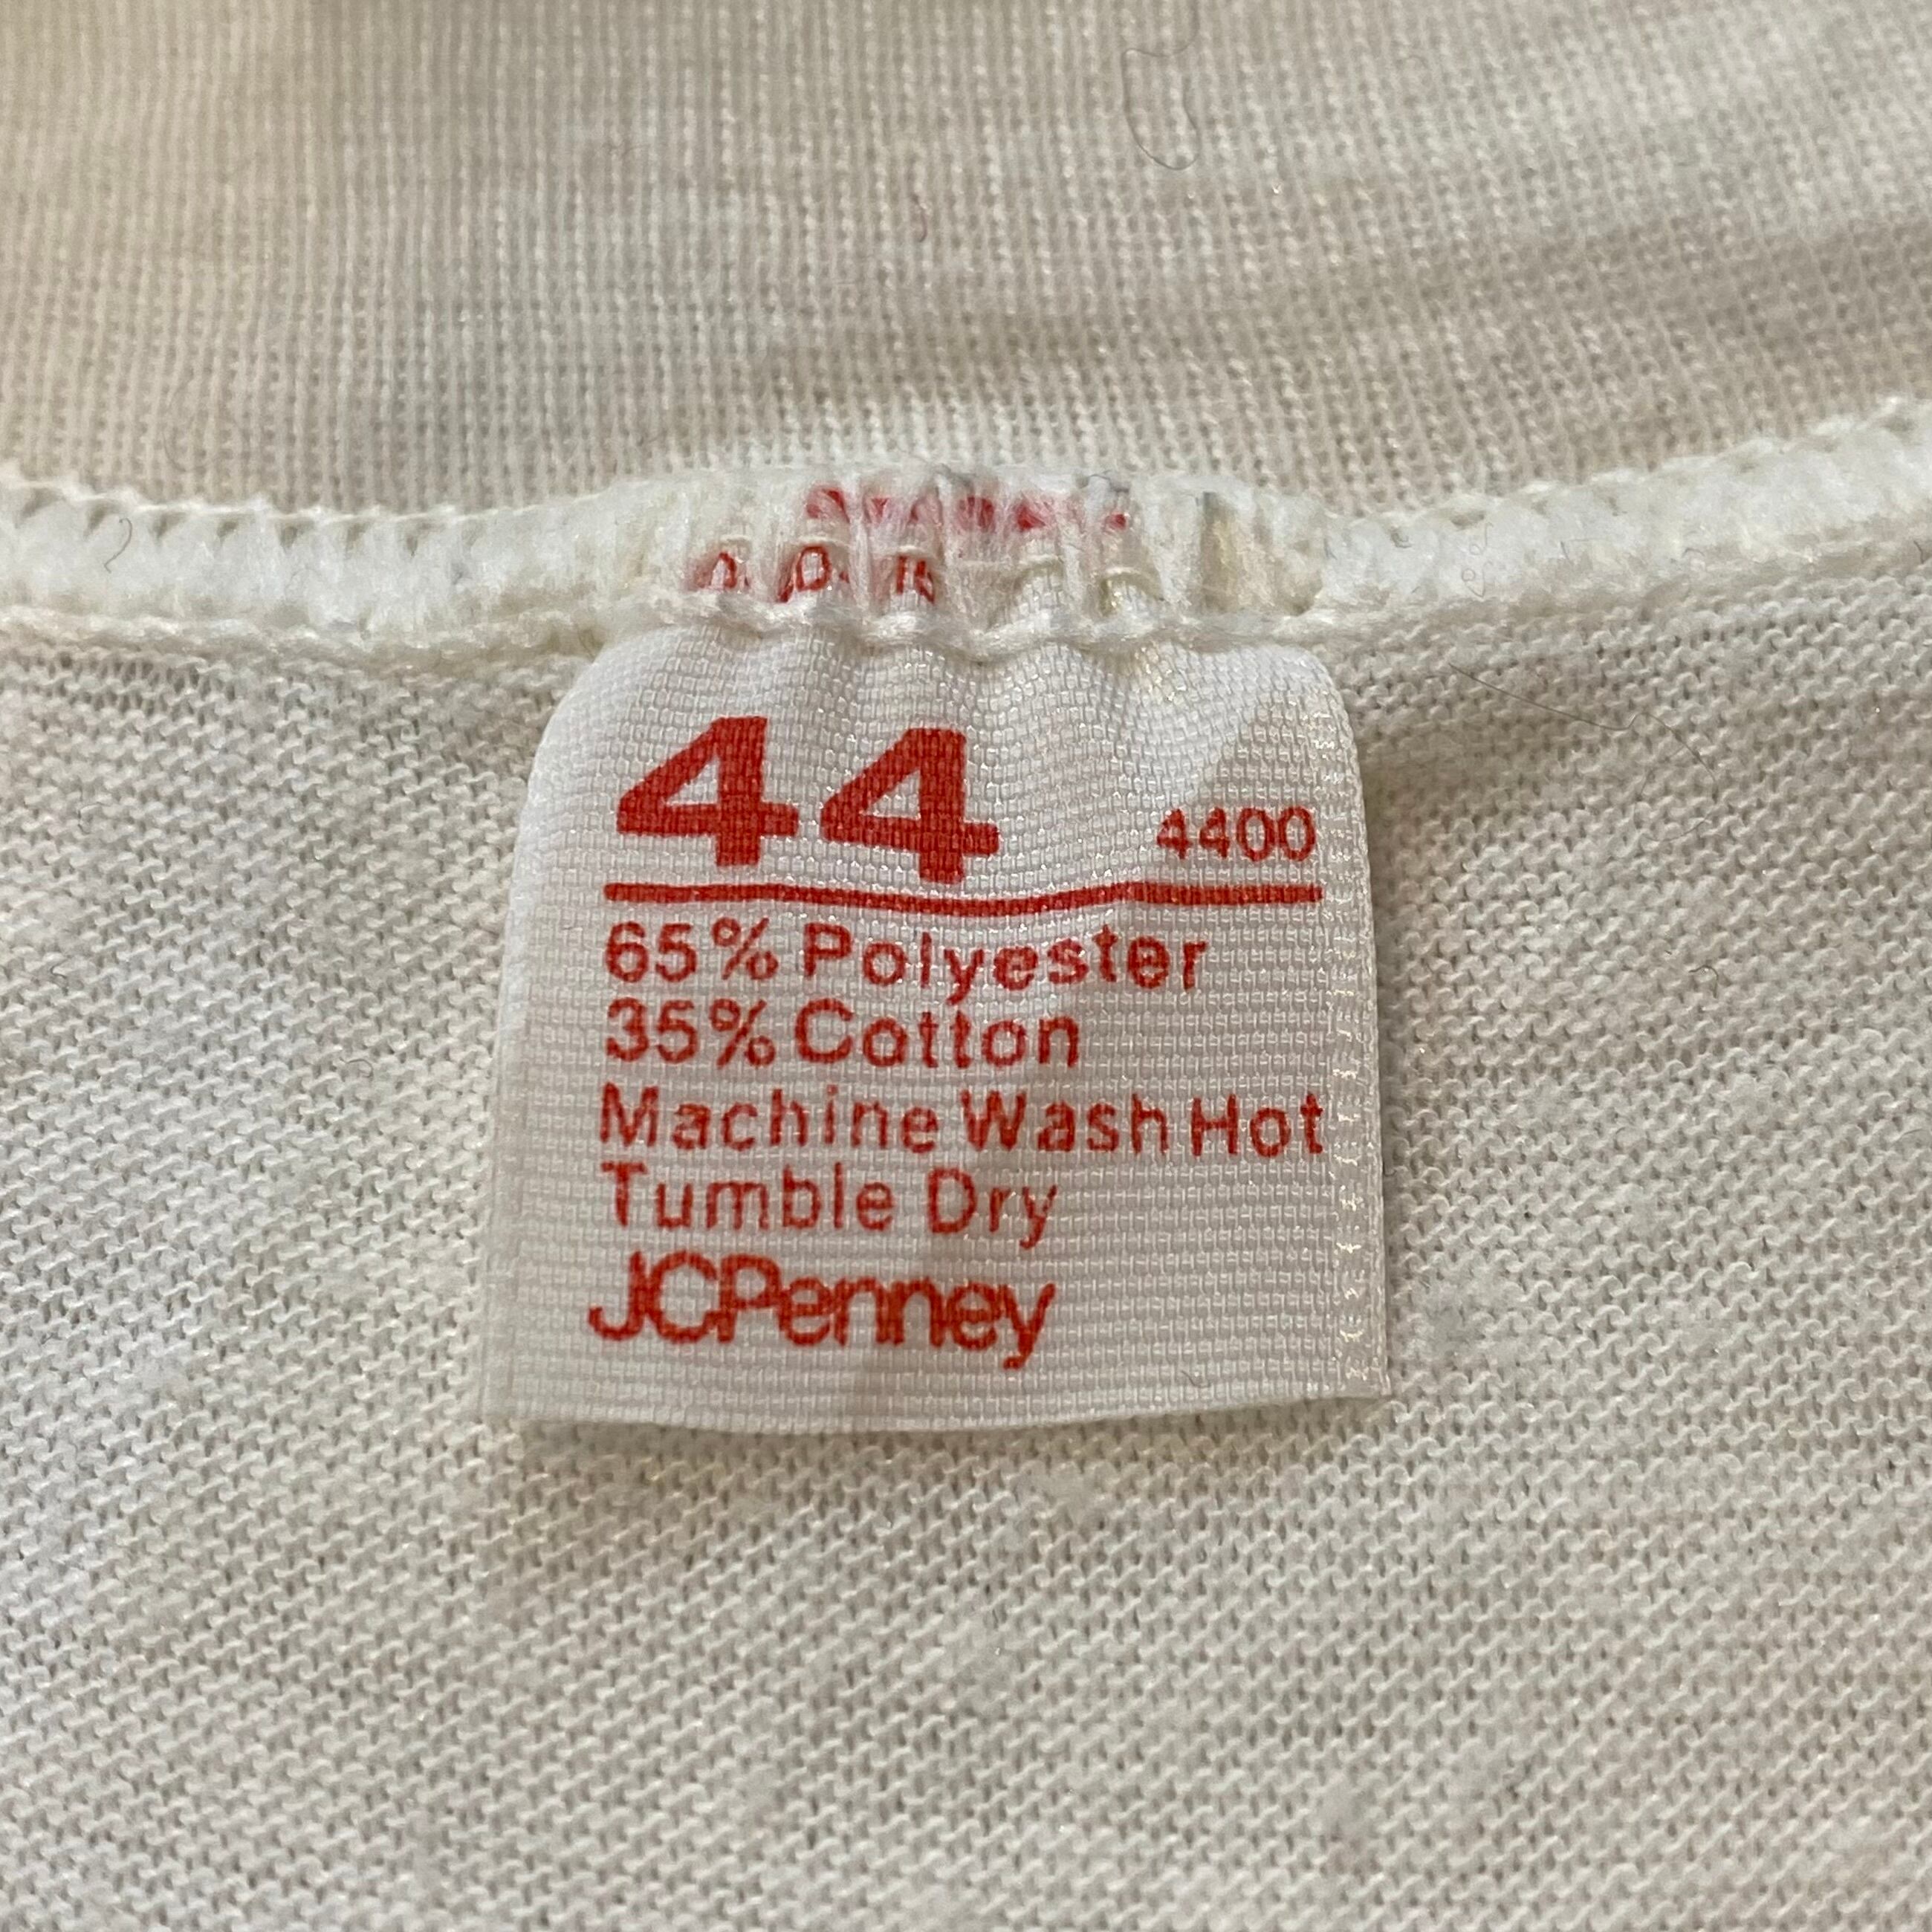 44 4400
65% Polyester
35% Cotton
Machine Wash Hot
Tumble Dry
JCPenney